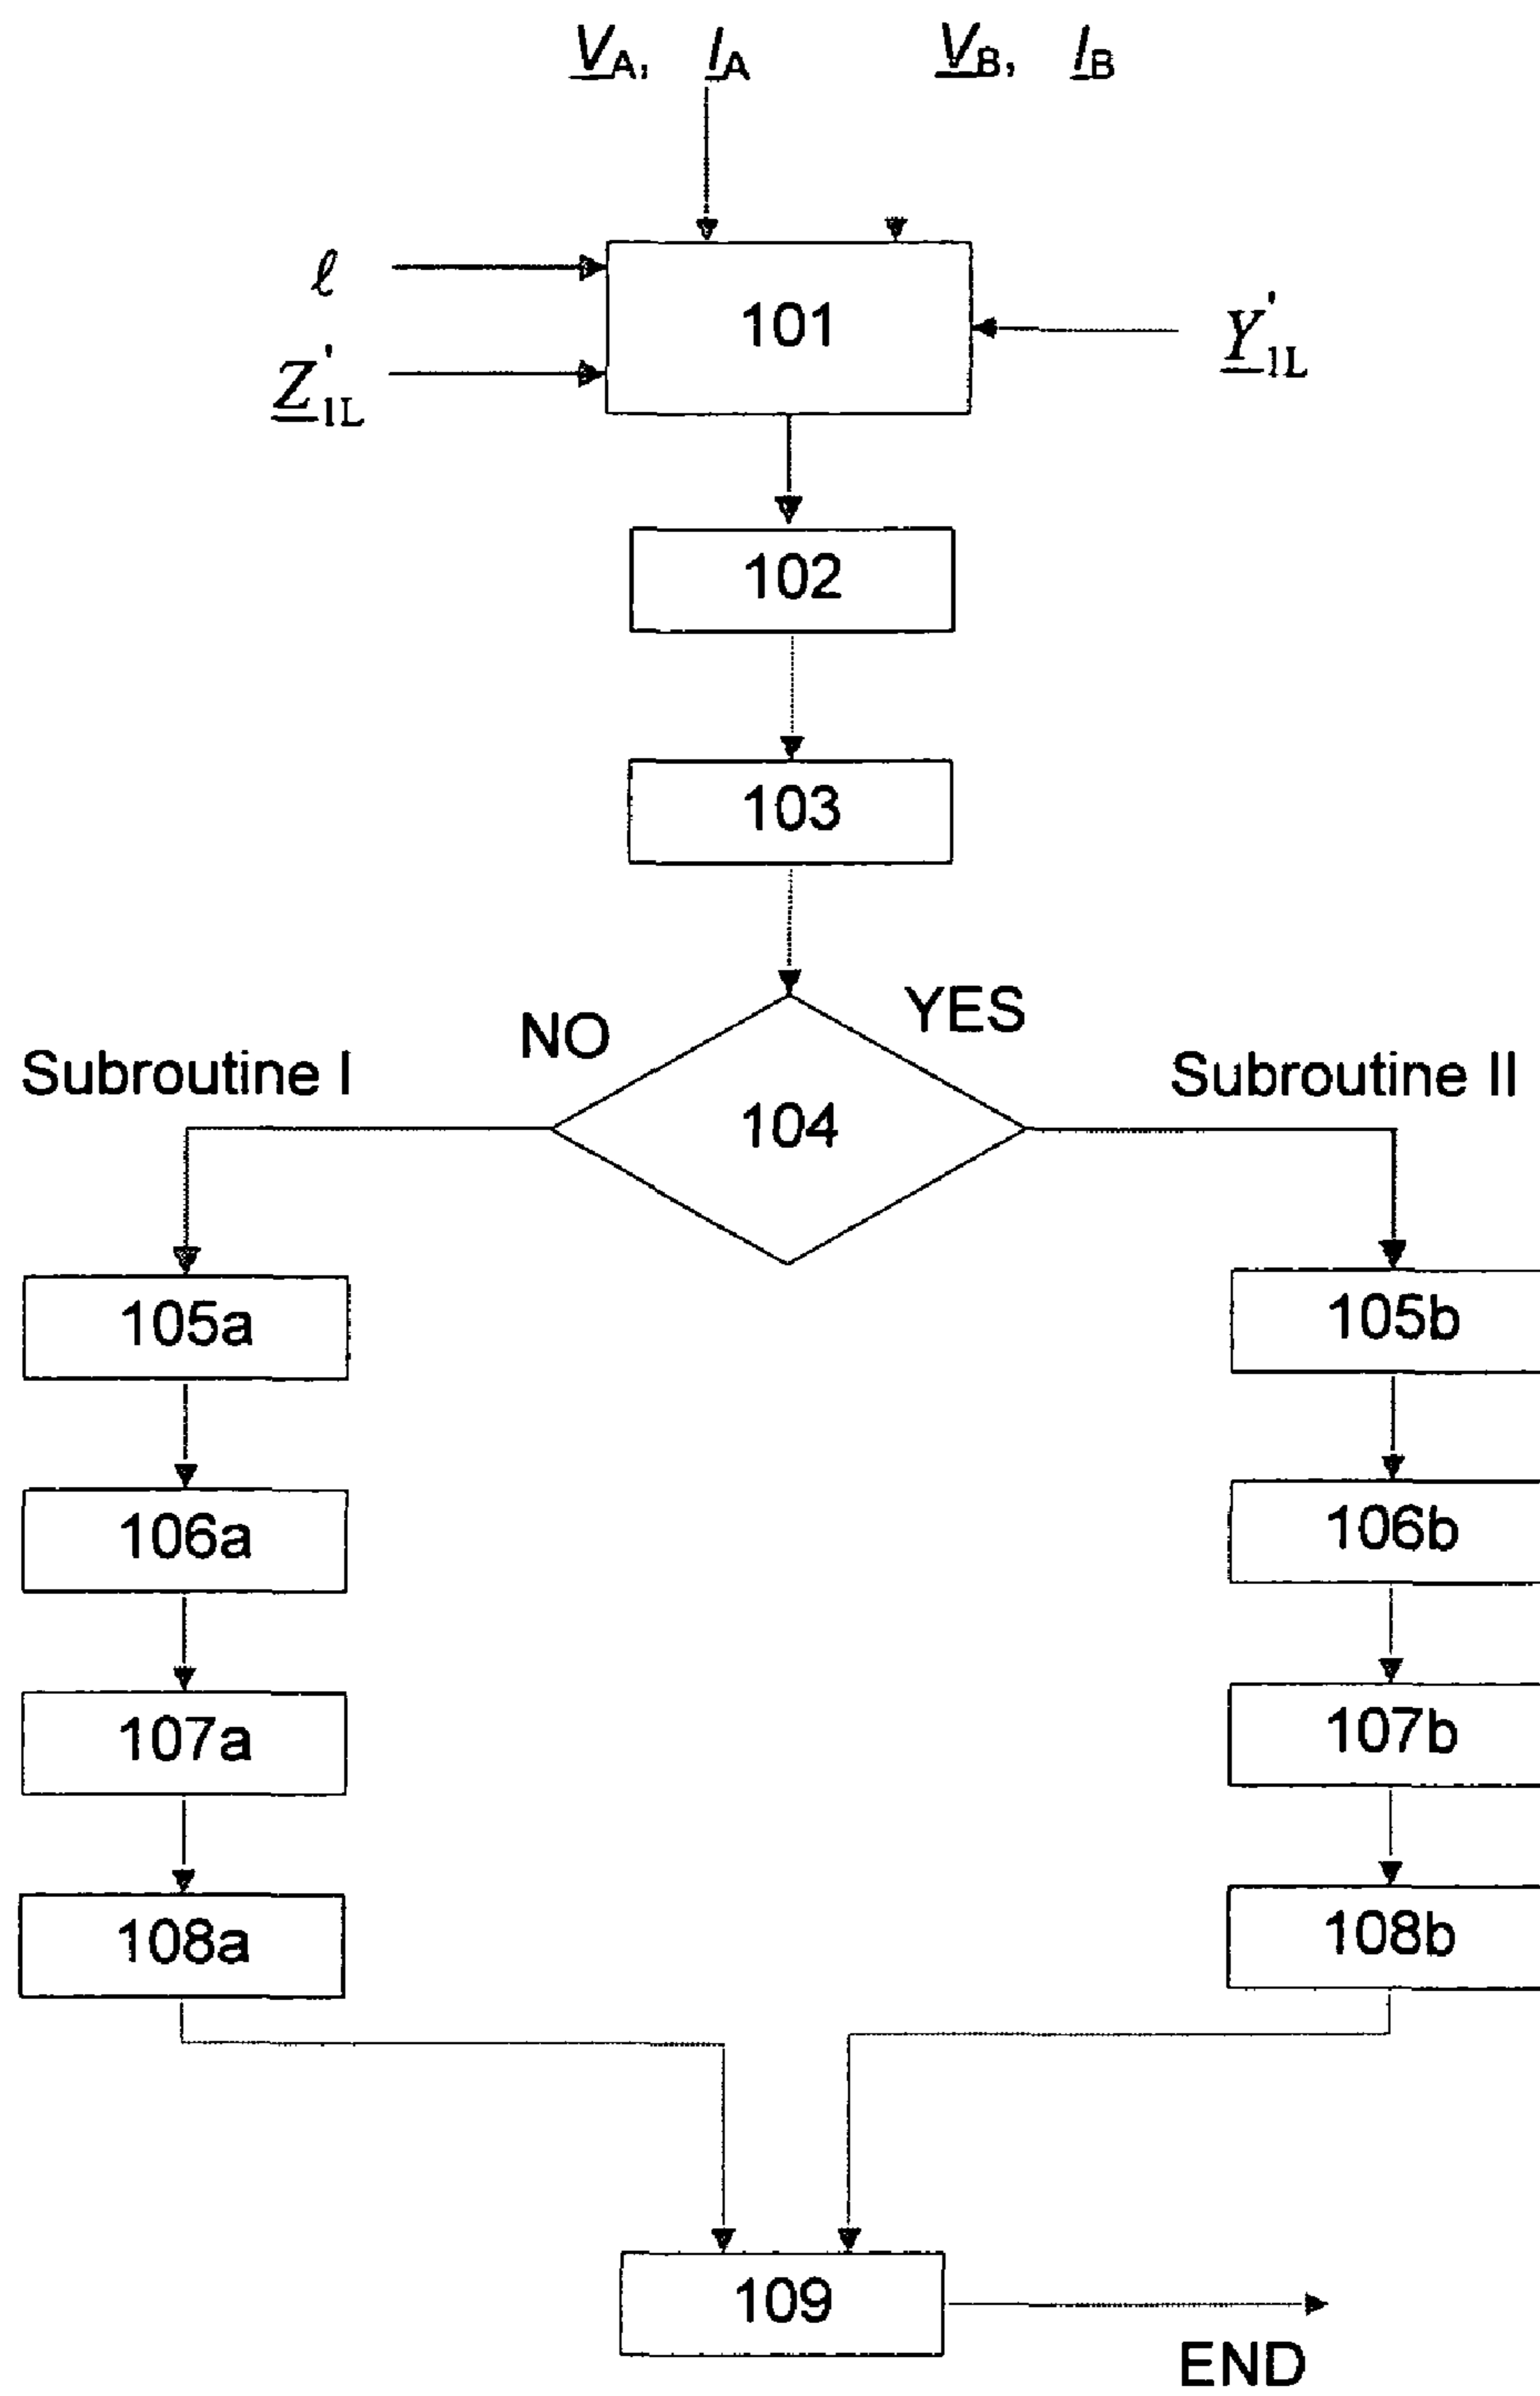 V_A, I_A V_B, I_B
ℓ
101
Z'_1L
Y'_1L
102
103
NO
YES
Subroutine I
Subroutine II
104
105a
105b
106a
106b
107a
107b
108a
108b
109
END